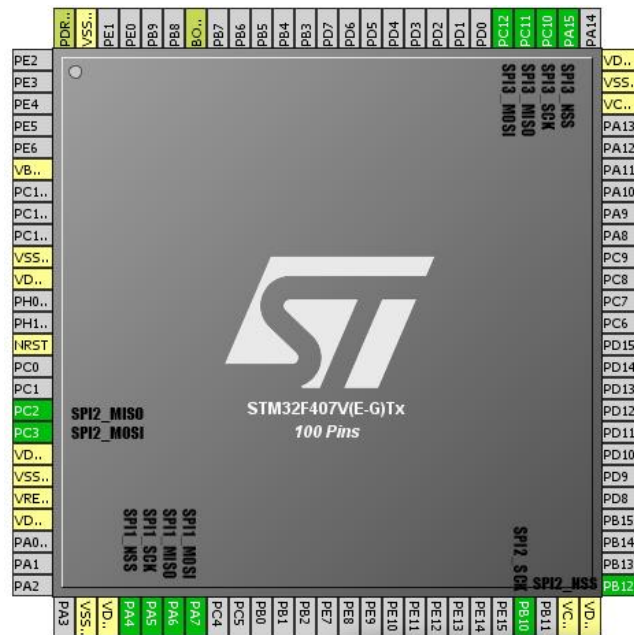 PDR..
VSS..
PE1
PE0
PB9
PB8
BO..
PB7
PB6
PB5
PB4
PB3
PD7
PD6
PD5
PD4
PD3
PD2
PD1
PD0
PC12
PC11
PC10
PA15
PA14
PE2
PE3
PE4
PE5
PE6
VB..
PC1..
PC1..
PC1..
VSS..
VD..
PH0..
PH1..
NRST
PC0
PC1
PC2
PC3
VD..
VSS..
VRE..
VD..
PA0..
PA1
PA2
SPI3_MOSI
SPI3_MISO
SPI3_SCK
SPI3_NSS
ST
STM32F407V(E-G)Tx
100 Pins
SPI2_MISO
SPI2_MOSI
SPI1_NSS
SPI1_SCK
SPI1_MISO
SPI1_MOSI
SPI2_SCK
SPI2_NSS
VD..
VSS..
VC..
PA13
PA12
PA11
PA10
PA9
PA8
PC9
PC8
PC7
PC6
PD15
PD14
PD13
PD12
PD11
PD10
PD9
PD8
PB15
PB14
PB13
PB12
PA3
VSS..
VD..
PA4
PA5
PA6
PA7
PC4
PC5
PB0
PB1
PB2
PE7
PE8
PE9
PE10
PE11
PE12
PE13
PE14
PE15
PB10
PB11
VC..
VD..